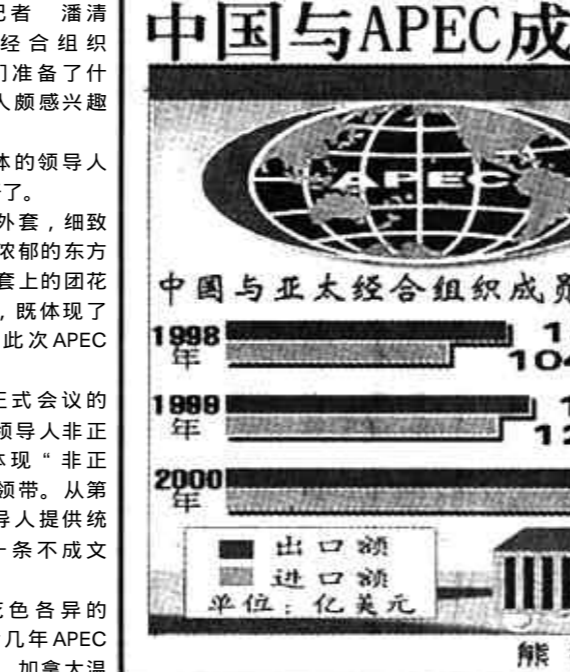 记者 潘清
经合组织
们准备了什
人颇感兴趣
体的领导人
了。
外套，细致
浓郁的东方
套上的团花
，既体现了
此次APEC
正式会议的
领导人非正
体现“非正
领带。从第
导人提供统
一条不成文
花色各异的
几年APEC
加拿大温
中国与APEC成
APEC
中国与亚太经合组织成员
1998
年
1
104
1999
年
1
12
2000
年
出口额
进口额
单位：亿美元
熊